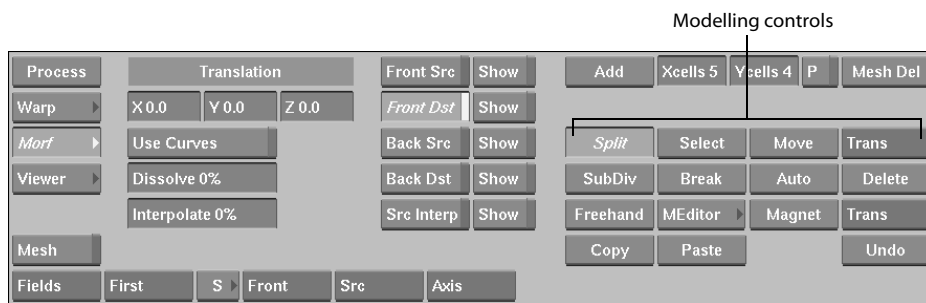 Modelling controls
Process Translation Front Src Show Add Xcells 5 Ycells 4 P Mesh Del
Warp X 0.0 Y 0.0 Z 0.0 Front Dst Show
Morf Use Curves Back Src Show Split Select Move Trans
Viewer Dissolve 0% Back Dst Show SubDiv Break Auto Delete
Interpolate 0% Src Interp Show Freehand MEditor Magnet Trans
Mesh Copy Paste Undo
Fields First S Front Src Axis